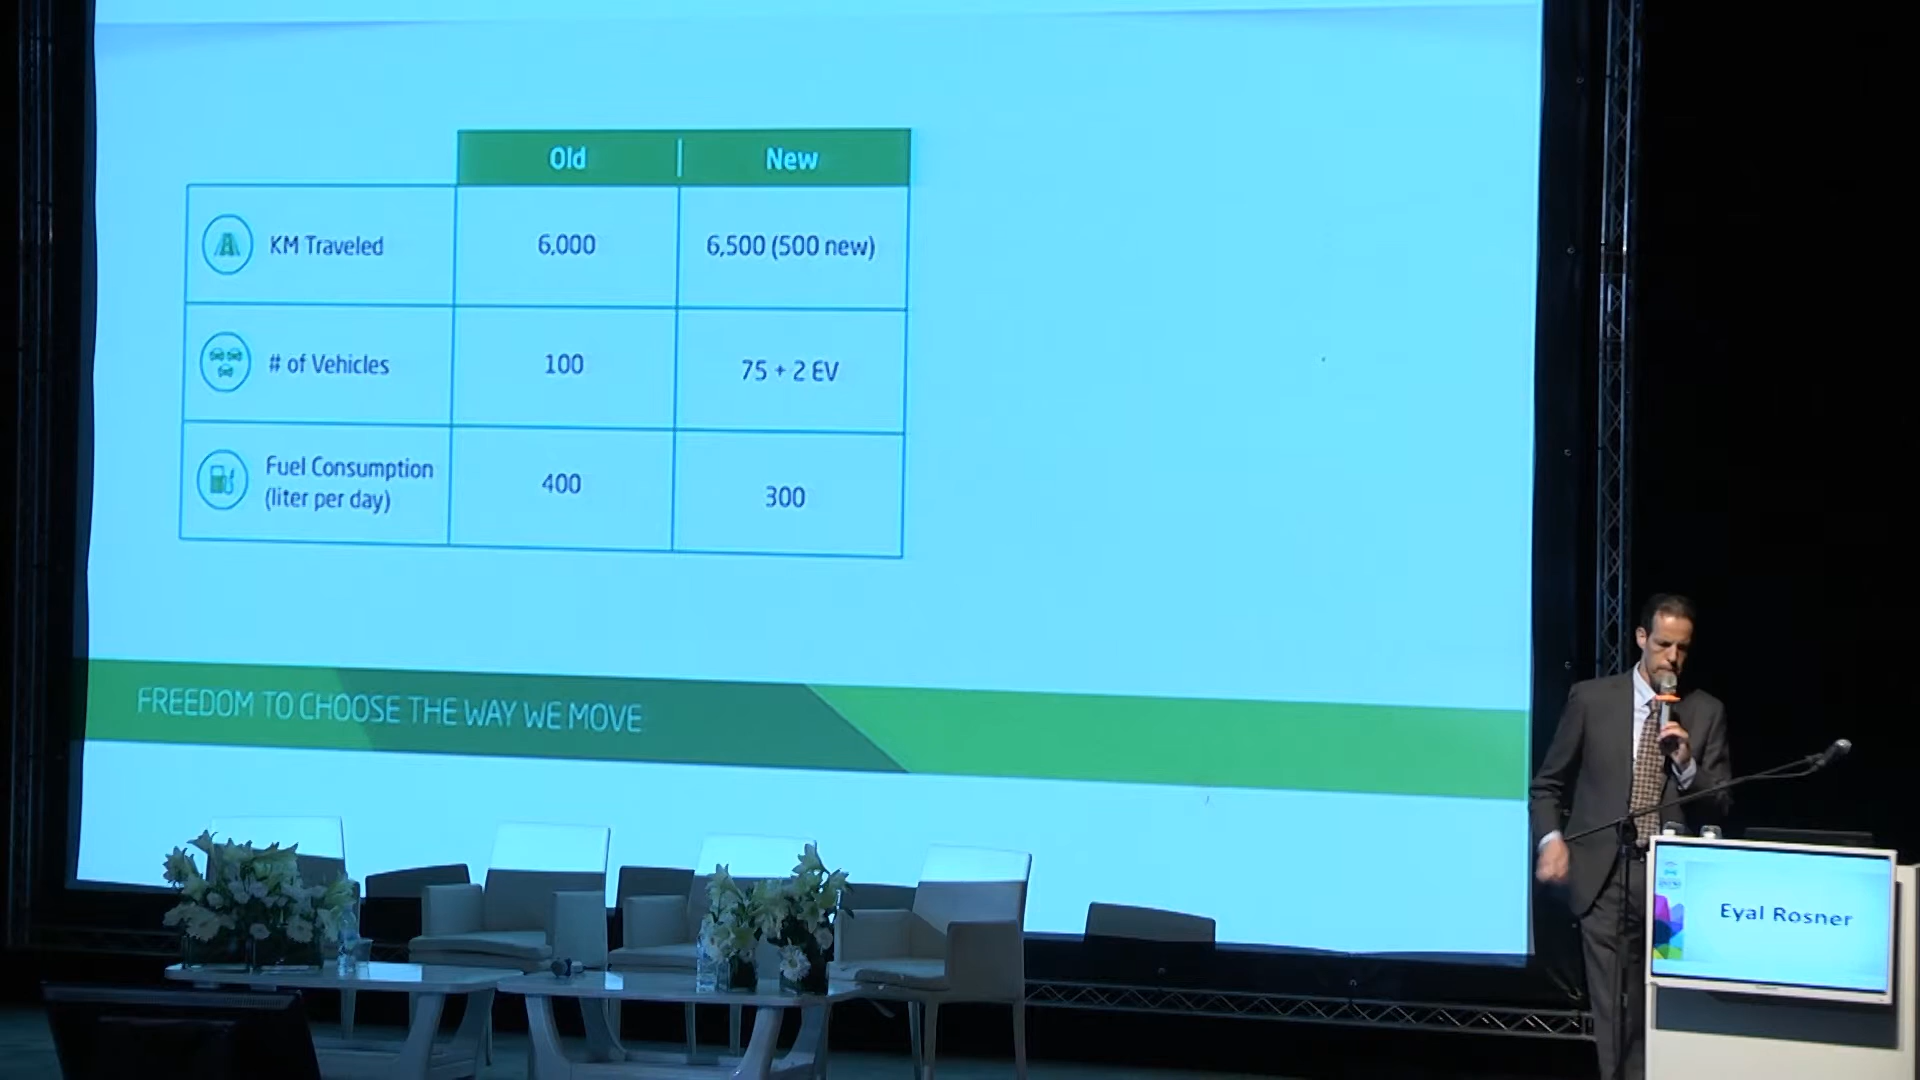 Old | New
KM Traveled 6,000 6,500 (500 new)
# of Vehicles 100 75 + 2 EV
Fuel Consumption
(liter per day) 400 300
FREEDOM TO CHOOSE THE WAY WE MOVE
Eyal Rosner